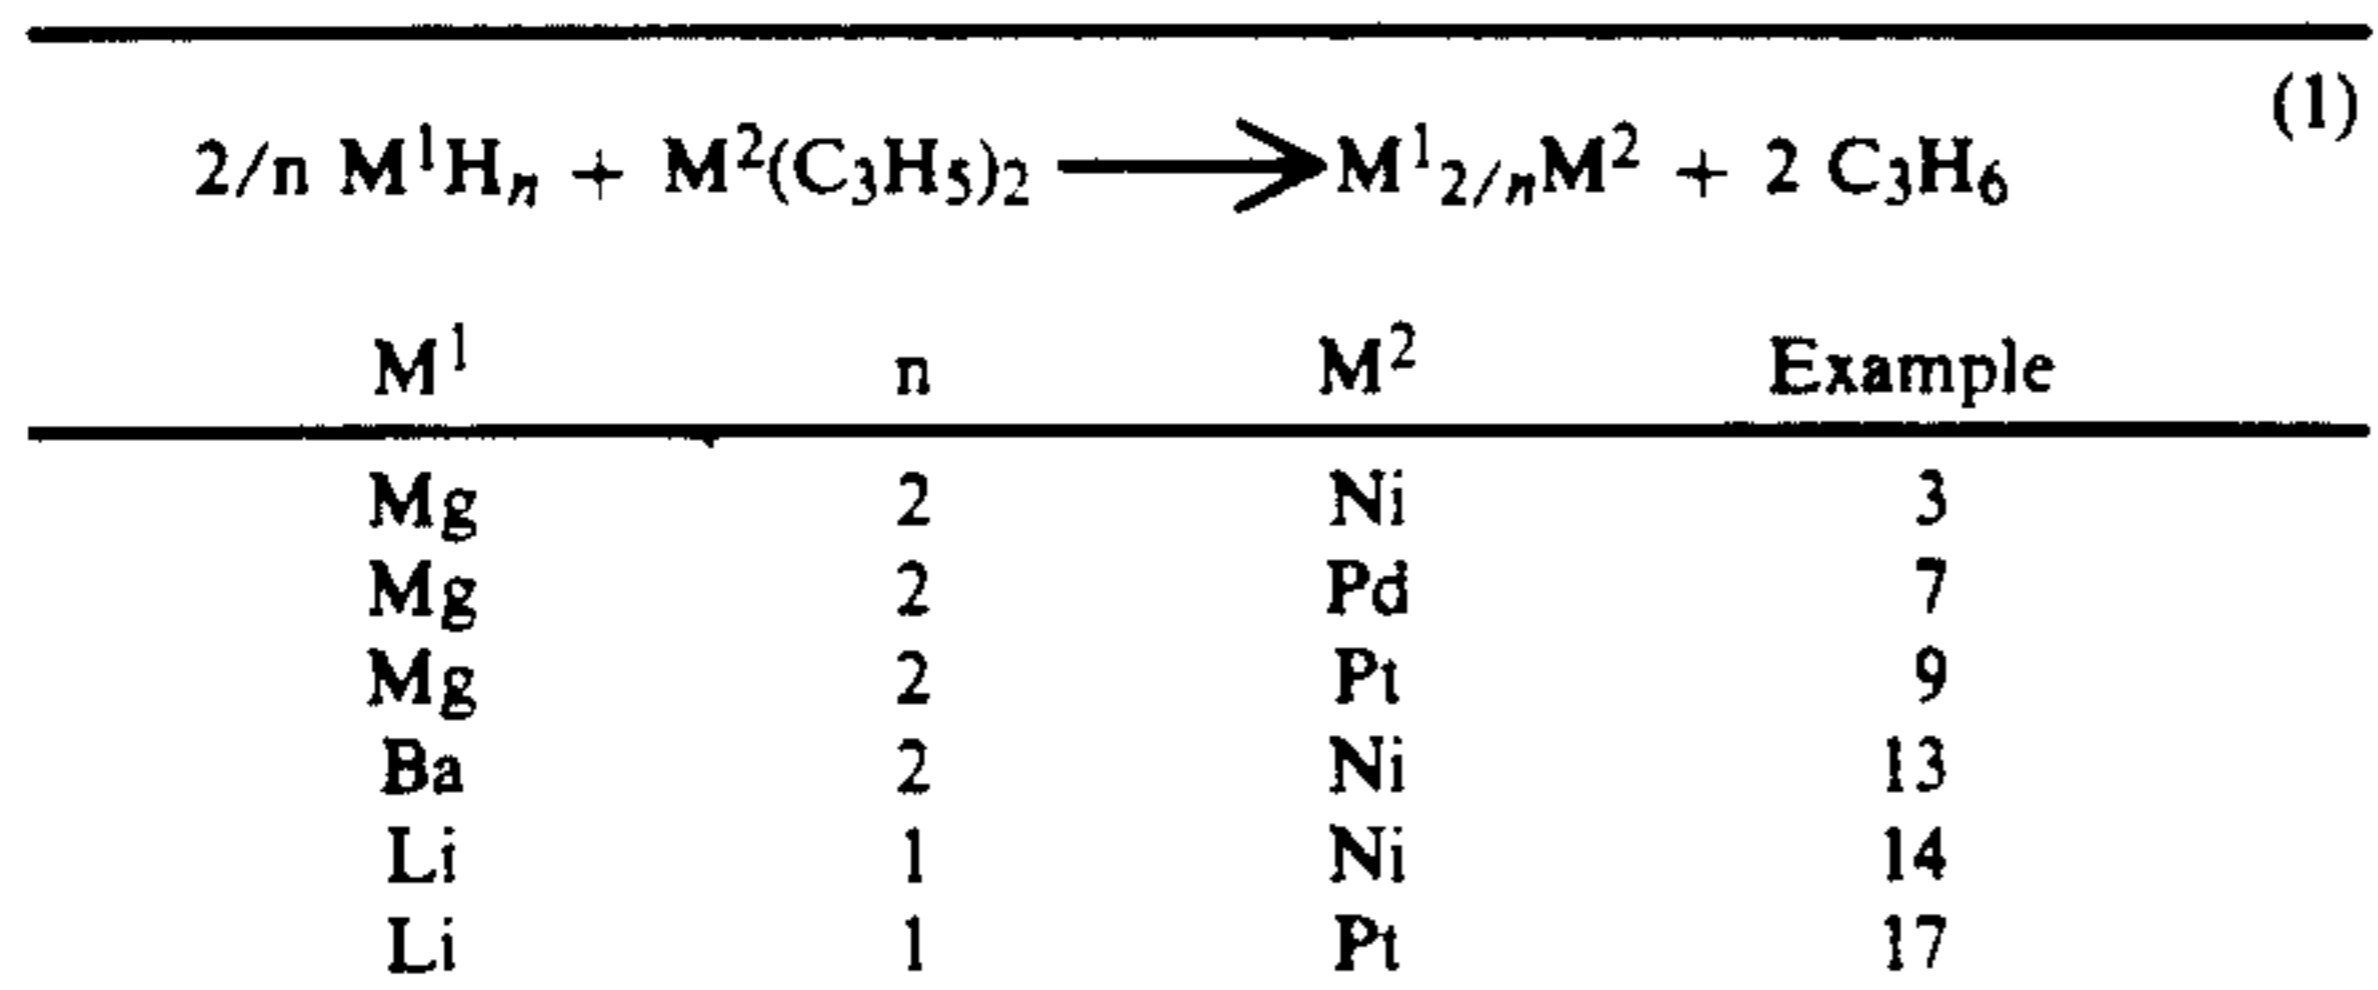 (1)
2/n M¹Hₙ + M²(C₃H₅)₂ ⟶ M¹₂/ₙM² + 2 C₃H₆
M¹ n M² Example
Mg 2 Ni 3
Mg 2 Pd 7
Mg 2 Pt 9
Ba 2 Ni 13
Li 1 Ni 14
Li 1 Pt 17